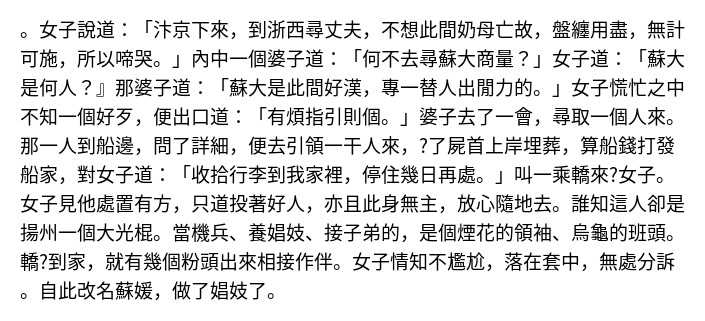 。女子說道：「汴京下來，到浙西尋丈夫，不想此間奶母亡故，盤纏用盡，無計
可施，所以啼哭。」內中一個婆子道：「何不去尋蘇大商量？」女子道：「蘇大
是何人？』那婆子道：「蘇大是此間好漢，專一替人出閒力的。」女子慌忙之中
不知一個好歹，便出口道：「有煩指引則個。」婆子去了一會，尋取一個人來。
那一人到船邊，問了詳細，便去引領一干人來，?了屍首上岸埋葬，算船錢打發
船家，對女子道：「收拾行李到我家裡，停住幾日再處。」叫一乘轎來?女子。
女子見他處置有方，只道投著好人，亦且此身無主，放心隨地去。誰知這人卻是
揚州一個大光棍。當機兵、養娼妓、接子弟的，是個煙花的領袖、烏龜的班頭。
轎?到家，就有幾個粉頭出來相接作伴。女子情知不尷尬，落在套中，無處分訴
。自此改名蘇媛，做了娼妓了。